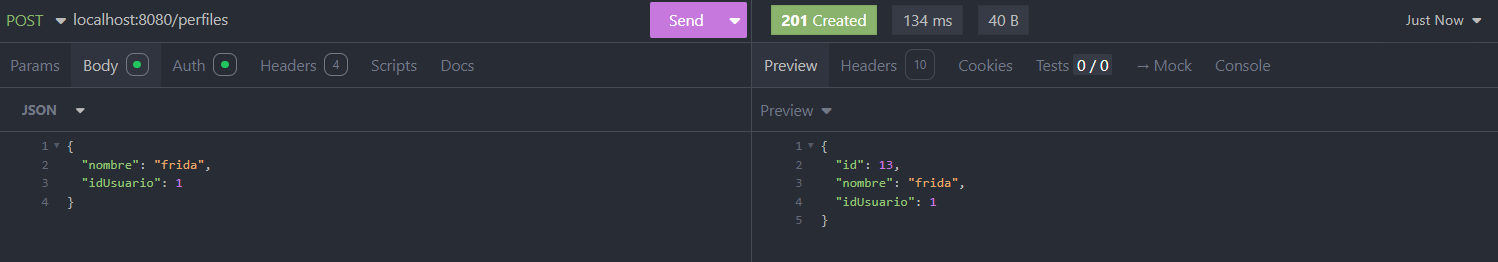 POST localhost:8080/perfiles Send 201 Created 134 ms 40 B Just Now
Params Body Auth Headers 4 Scripts Docs Preview Headers 10 Cookies Tests 0 / 0 → Mock Console
JSON Preview
1 {
2 "nombre": "frida",
3 "idUsuario": 1
4 }
1 {
2 "id": 13,
3 "nombre": "frida",
4 "idUsuario": 1
5 }